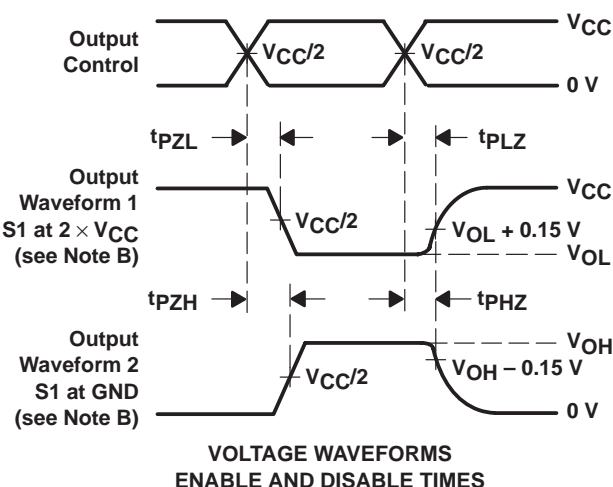 Output
Control
VCC/2
VCC/2
VCC
0 V
tPZL
tPLZ
Output
Waveform 1
S1 at 2 × VCC
(see Note B)
VCC/2
VCC
VOL + 0.15 V
VOL
tPZH
tPHZ
Output
Waveform 2
S1 at GND
(see Note B)
VCC/2
VOH
VOH – 0.15 V
0 V
VOLTAGE WAVEFORMS
ENABLE AND DISABLE TIMES